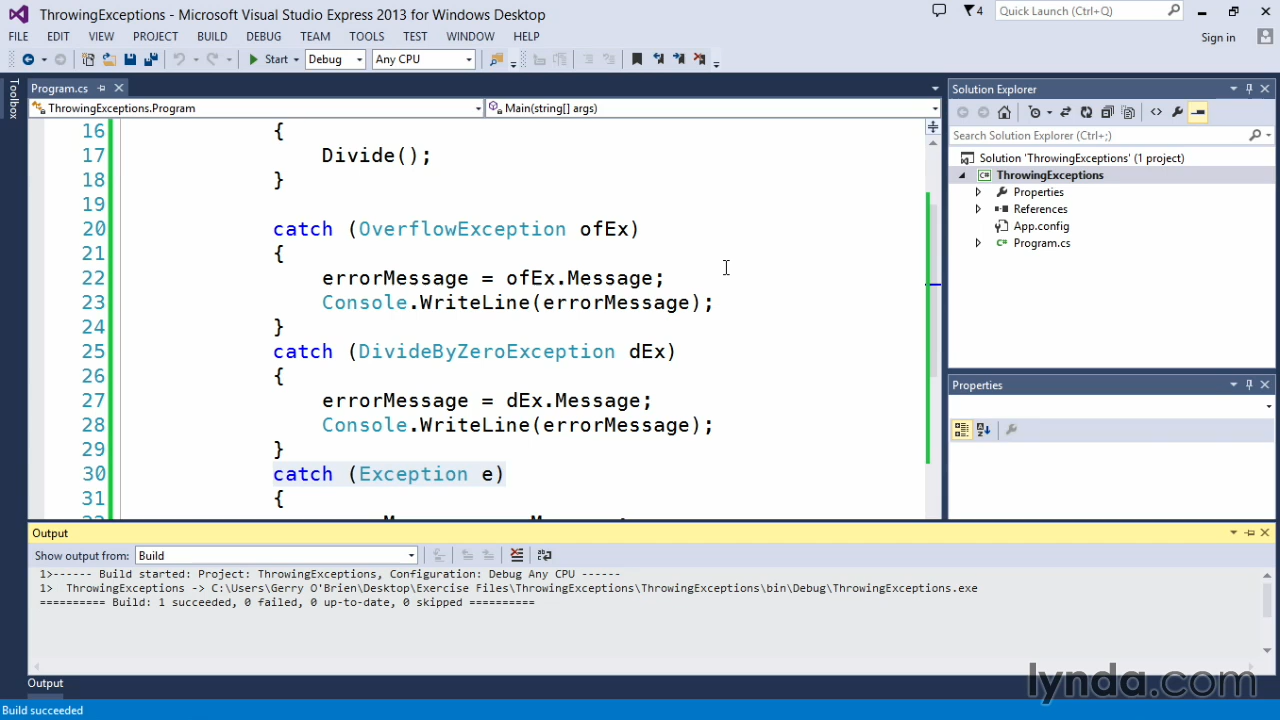 ThrowingExceptions - Microsoft Visual Studio Express 2013 for Windows Desktop
4
Quick Launch (Ctrl+Q)
FILE EDIT VIEW PROJECT BUILD DEBUG TEAM TOOLS TEST WINDOW HELP
Sign in
Start Debug Any CPU
Toolbox
Program.cs
ThrowingExceptions.Program
Main(string[] args)
16 {
17 Divide();
18 }
19
20 catch (OverflowException ofEx)
21 {
22 errorMessage = ofEx.Message;
23 Console.WriteLine(errorMessage);
24 }
25 catch (DivideByZeroException dEx)
26 {
27 errorMessage = dEx.Message;
28 Console.WriteLine(errorMessage);
29 }
30 catch (Exception e)
31 {
Solution Explorer
Search Solution Explorer (Ctrl+;)
Solution 'ThrowingExceptions' (1 project)
C# ThrowingExceptions
Properties
References
App.config
C# Program.cs
Properties
Output
Show output from: Build
1>------ Build started: Project: ThrowingExceptions, Configuration: Debug Any CPU ------
1> ThrowingExceptions -> C:\Users\Gerry O'Brien\Desktop\Exercise Files\ThrowingExceptions\ThrowingExceptions\bin\Debug\ThrowingExceptions.exe
========== Build: 1 succeeded, 0 failed, 0 up-to-date, 0 skipped ==========
Output
lynda.com
Build succeeded